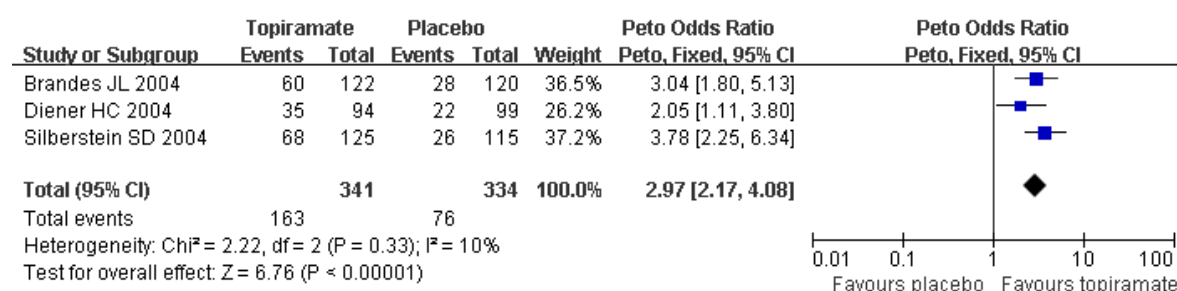 Topiramate Placebo Peto Odds Ratio Peto Odds Ratio
Study or Subgroup Events Total Events Total Weight Peto, Fixed, 95% CI Peto, Fixed, 95% CI
Brandes JL 2004 60 122 28 120 36.5% 3.04 [1.80, 5.13]
Diener HC 2004 35 94 22 99 26.2% 2.05 [1.11, 3.80]
Silberstein SD 2004 68 125 26 115 37.2% 3.78 [2.25, 6.34]
Total (95% CI) 341 334 100.0% 2.97 [2.17, 4.08]
Total events 163 76
Heterogeneity: Chi² = 2.22, df = 2 (P = 0.33); I² = 10%
Test for overall effect: Z = 6.76 (P < 0.00001)
0.01 0.1 1 10 100
Favours placebo Favours topiramate